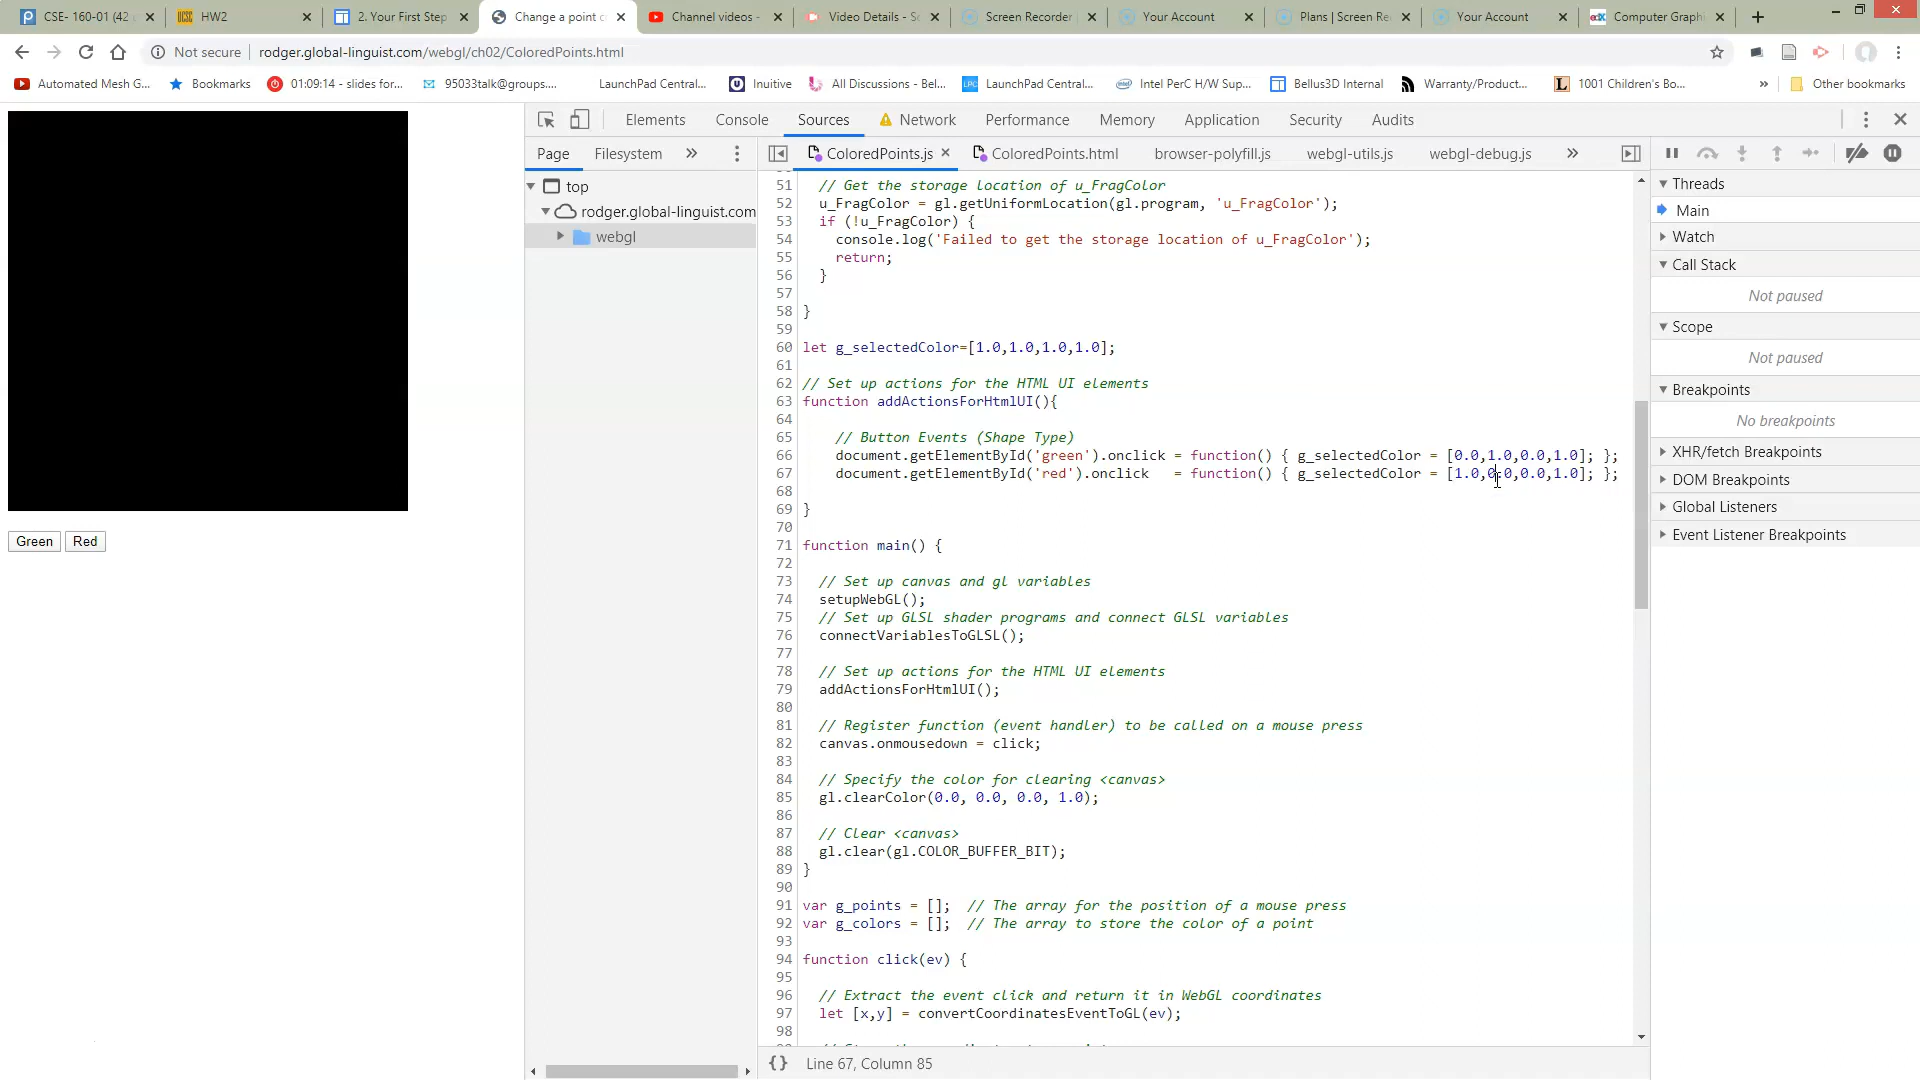 CSE- 160-01 (42
HW2
2. Your First Step
Change a point c
Channel videos -
Video Details - Sc
Screen Recorder
Your Account
Plans | Screen Re
Your Account
Computer Graph
Not secure
rodger.global-linguist.com/webgl/ch02/ColoredPoints.html
Automated Mesh G...
Bookmarks
01:09:14 - slides for...
95033talk@groups....
LaunchPad Central...
Inuitive
All Discussions - Bel...
LaunchPad Central...
Intel PerC H/W Sup...
Bellus3D Internal
Warranty/Product...
1001 Children's Bo...
»
Other bookmarks
Elements
Console
Sources
Network
Performance
Memory
Application
Security
Audits
Page
Filesystem
»
ColoredPoints.js
ColoredPoints.html
browser-polyfill.js
webgl-utils.js
webgl-debug.js
»
top
rodger.global-linguist.com
webgl
51 // Get the storage location of u_FragColor
52 u_FragColor = gl.getUniformLocation(gl.program, 'u_FragColor');
53 if (!u_FragColor) {
54 console.log('Failed to get the storage location of u_FragColor');
55 return;
56 }
57
58 }
59
60 let g_selectedColor=[1.0,1.0,1.0,1.0];
61
62 // Set up actions for the HTML UI elements
63 function addActionsForHtmlUI(){
64
65 // Button Events (Shape Type)
66 document.getElementById('green').onclick = function() { g_selectedColor = [0.0,1.0,0.0,1.0]; };
67 document.getElementById('red').onclick = function() { g_selectedColor = [1.0,0.0,0.0,1.0]; };
68
69 }
70
71 function main() {
72
73 // Set up canvas and gl variables
74 setupWebGL();
75 // Set up GLSL shader programs and connect GLSL variables
76 connectVariablesToGLSL();
77
78 // Set up actions for the HTML UI elements
79 addActionsForHtmlUI();
80
81 // Register function (event handler) to be called on a mouse press
82 canvas.onmousedown = click;
83
84 // Specify the color for clearing <canvas>
85 gl.clearColor(0.0, 0.0, 0.0, 1.0);
86
87 // Clear <canvas>
88 gl.clear(gl.COLOR_BUFFER_BIT);
89 }
90
91 var g_points = []; // The array for the position of a mouse press
92 var g_colors = []; // The array to store the color of a point
93
94 function click(ev) {
95
96 // Extract the event click and return it in WebGL coordinates
97 let [x,y] = convertCoordinatesEventToGL(ev);
98
{} Line 67, Column 85
Green
Red
Threads
Main
Watch
Call Stack
Not paused
Scope
Not paused
Breakpoints
No breakpoints
XHR/fetch Breakpoints
DOM Breakpoints
Global Listeners
Event Listener Breakpoints